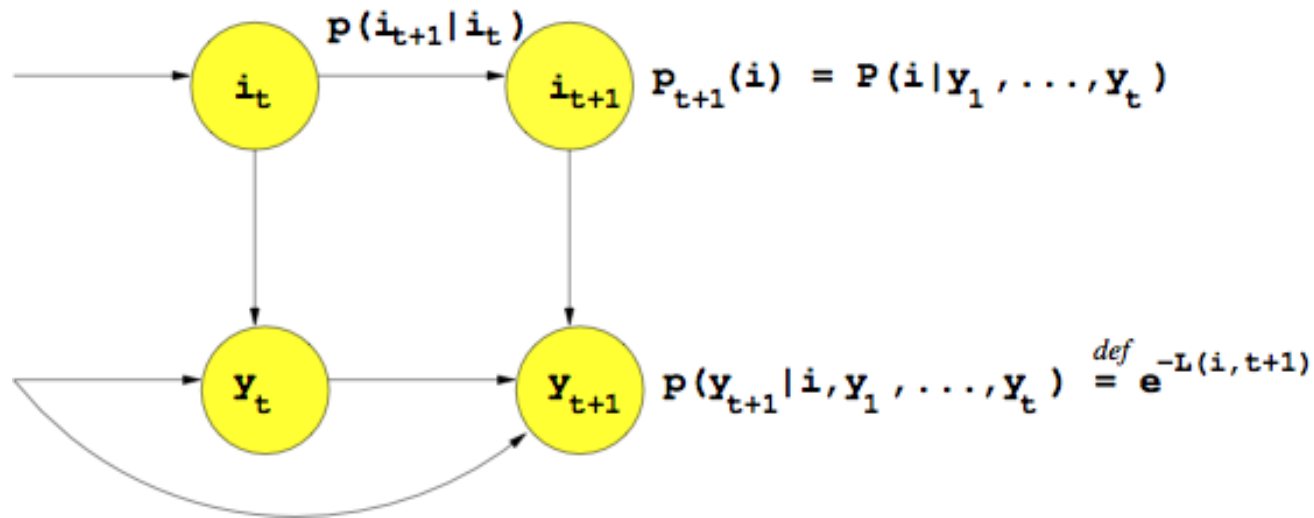 p(i_{t+1}|i_t)
i_t
i_{t+1}
p_{t+1}(i) = P(i|y_1,...,y_t)
y_t
y_{t+1}
p(y_{t+1}|i,y_1,...,y_t) \stackrel{def}{=} e^{-L(i,t+1)}